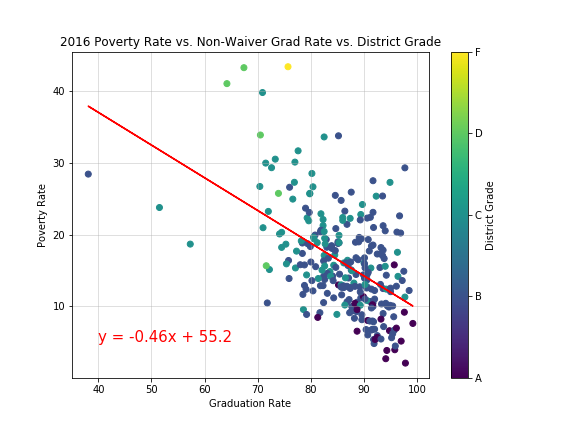 2016 Poverty Rate vs. Non-Waiver Grad Rate vs. District Grade
Poverty Rate
40
30
20
10
y = -0.46x + 55.2
40 50 60 70 80 90 100
Graduation Rate
F
D
C
B
A
District Grade